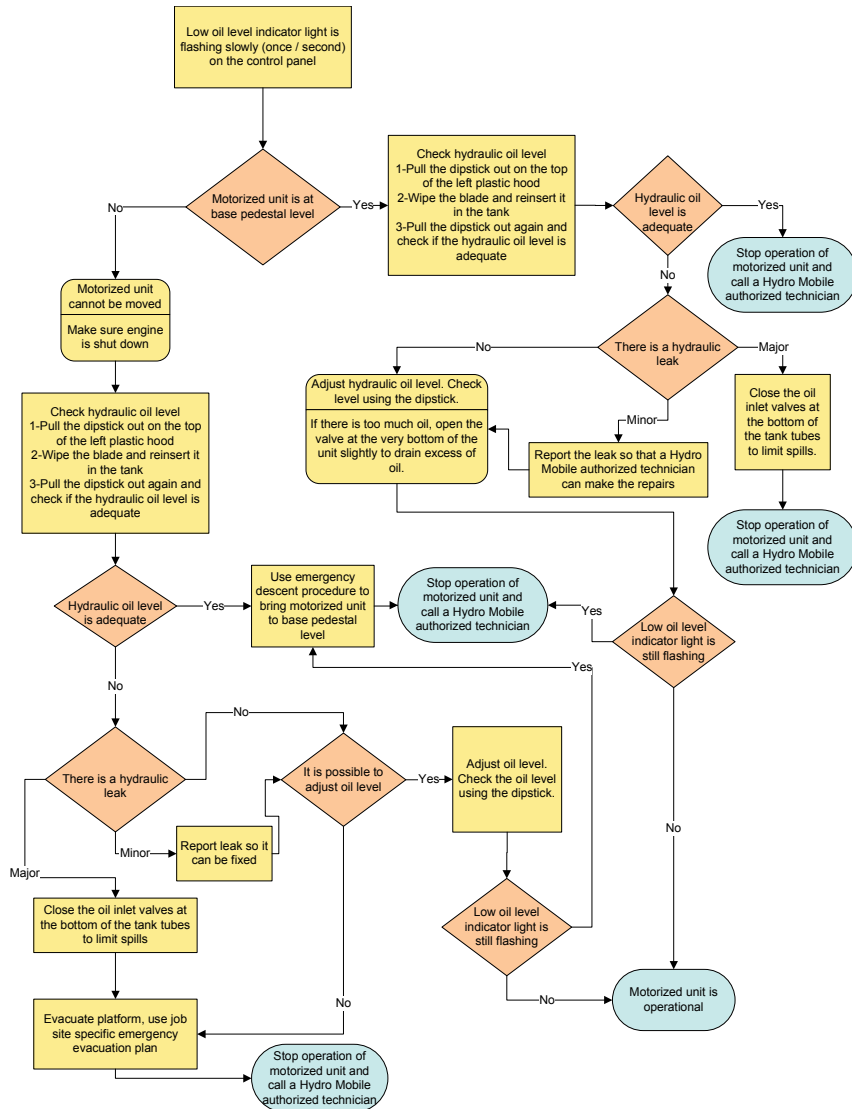 Low oil level indicator light is
flashing slowly (once / second)
on the control panel
Motorized unit is at
base pedestal level
No
Yes
Check hydraulic oil level
1-Pull the dipstick out on the top
of the left plastic hood
2-Wipe the blade and reinsert it
in the tank
3-Pull the dipstick out again and
check if the hydraulic oil level is
adequate
Hydraulic oil
level is
adequate
Yes
Stop operation of
motorized unit and
call a Hydro Mobile
authorized technician
No
Motorized unit
cannot be moved
Make sure engine
is shut down
There is a hydraulic
leak
No
Major
Minor
Adjust hydraulic oil level. Check
level using the dipstick.
If there is too much oil, open the
valve at the very bottom of the
unit slightly to drain excess of
oil.
Report the leak so that a Hydro
Mobile authorized technician
can make the repairs
Close the oil
inlet valves at
the bottom of
the tank tubes
to limit spills.
Stop operation of
motorized unit and
call a Hydro Mobile
authorized technician
Check hydraulic oil level
1-Pull the dipstick out on the top
of the left plastic hood
2-Wipe the blade and reinsert it
in the tank
3-Pull the dipstick out again and
check if the hydraulic oil level is
adequate
Hydraulic oil level
is adequate
Yes
Use emergency
descent procedure to
bring motorized unit
to base pedestal
level
Stop operation of
motorized unit and
call a Hydro Mobile
authorized technician
Yes
Low oil level
indicator light is
still flashing
No
No
There is a hydraulic
leak
No
Minor
Major
Report leak so it
can be fixed
It is possible to
adjust oil level
Yes
Adjust oil level.
Check the oil level
using the dipstick.
Yes
Low oil level
indicator light is
still flashing
No
Motorized unit is
operational
Close the oil inlet valves at
the bottom of the tank tubes
to limit spills
No
Evacuate platform, use job
site specific emergency
evacuation plan
Stop operation of
motorized unit and
call a Hydro Mobile
authorized technician